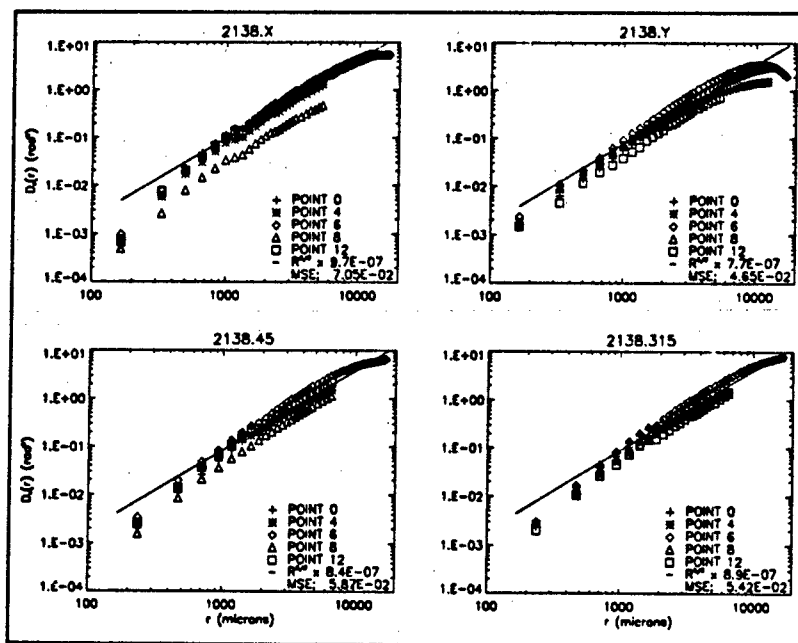 2138.X
1.E+01
1.E+00
1.E-01
1.E-02
1.E-03
1.E-04
(rad²)
+ POINT 0
POINT 4
◇ POINT 6
△ POINT 8
□ POINT 12
MSE: 7.05E-02
100 1000 10000
2138.Y
1.E+01
1.E+00
1.E-01
1.E-02
1.E-03
1.E-04
+ POINT 0
POINT 4
◇ POINT 6
△ POINT 8
□ POINT 12
x 7.7E-07
MSE: 4.65E-02
100 1000 10000
2138.45
1.E+01
1.E+00
1.E-01
1.E-02
1.E-03
1.E-04
(rad²)
+ POINT 0
POINT 4
◇ POINT 6
△ POINT 8
□ POINT 12
x 8.4E-07
MSE: 5.87E-02
100 1000 10000
r (microns)
2138.315
1.E+01
1.E+00
1.E-01
1.E-02
1.E-03
1.E-04
+ POINT 0
POINT 4
◇ POINT 6
△ POINT 8
□ POINT 12
x 8.9E-07
MSE: 5.42E-02
100 1000 10000
r (microns)